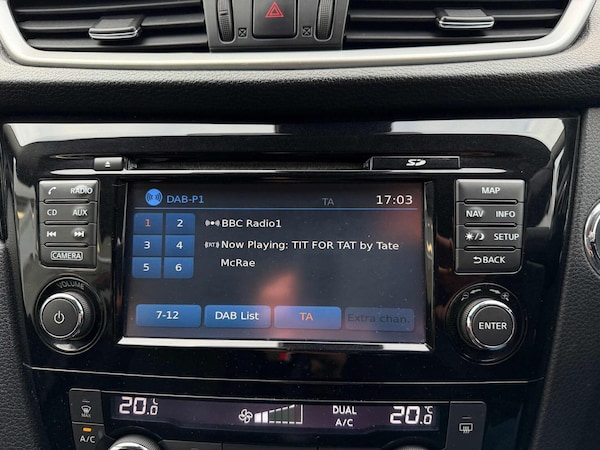 SD
RADIO
CD AUX
CAMERA
VOLUME
DAB-P1 TA 17:03
1 2 BBC Radio1
3 4 Now Playing: TIT FOR TAT by Tate
McRae
5 6
7-12 DAB List TA Extra chan.
MAP
NAV INFO
SETUP
BACK
ENTER
20.0 °C DUAL 20.0 °C
A/C
MAX
A/C